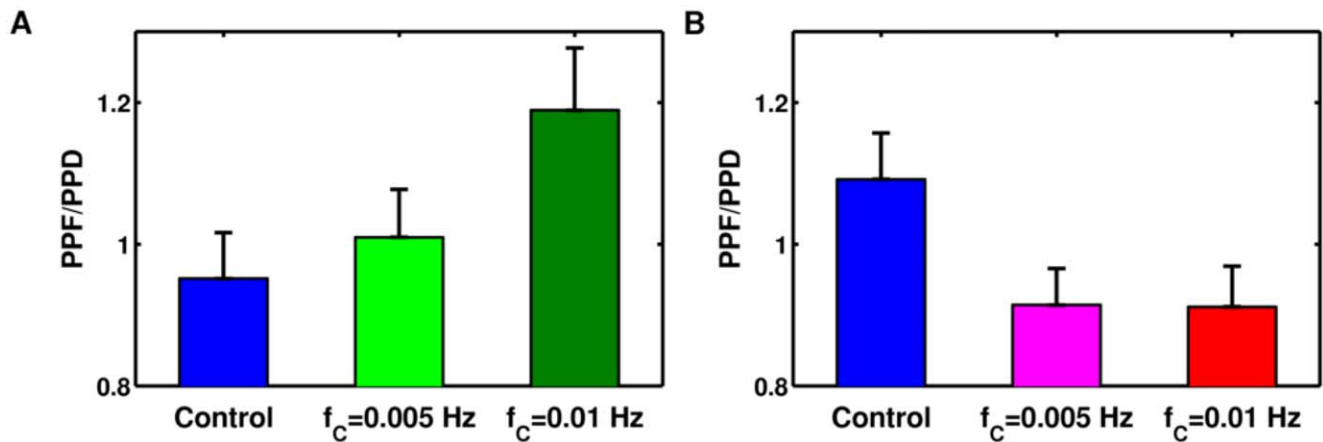 A
PPF/PPD
1.2
1
0.8
Control
f_C=0.005 Hz
f_C=0.01 Hz
B
PPF/PPD
1.2
1
0.8
Control
f_C=0.005 Hz
f_C=0.01 Hz